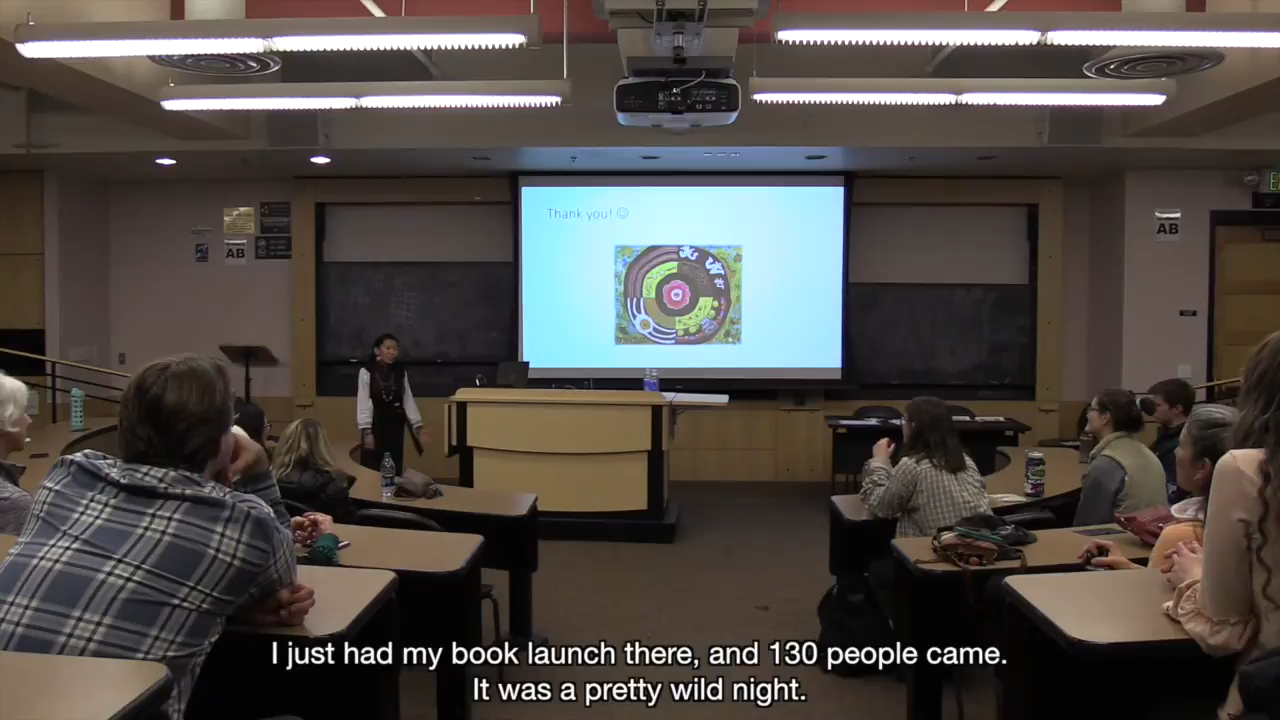 Thank you! ☺
AB
AB
I just had my book launch there, and 130 people came.
It was a pretty wild night.